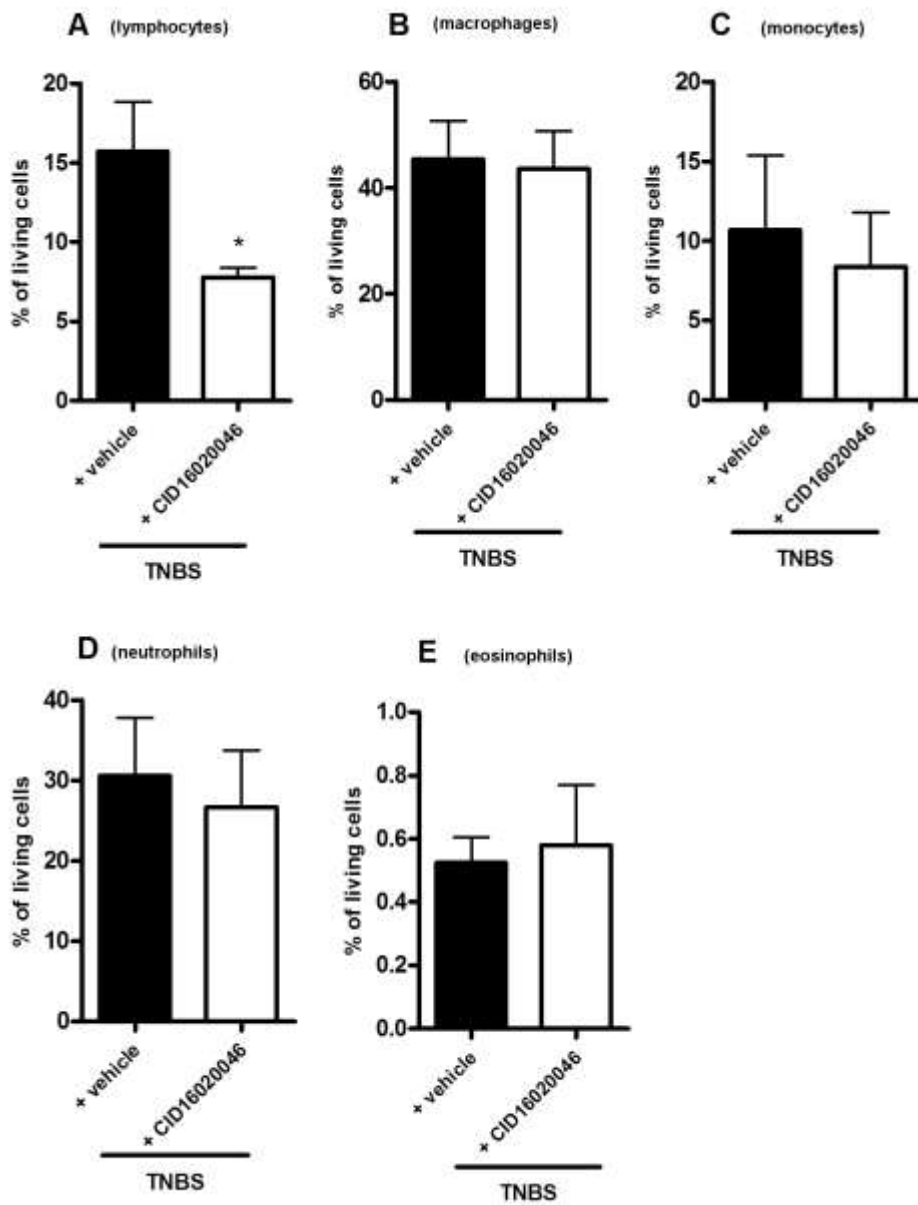 A (lymphocytes)
% of living cells
20
15
10
5
0
*
+ vehicle
+ CID16020046
TNBS
B (macrophages)
% of living cells
60
40
20
0
+ vehicle
+ CID16020046
TNBS
C (monocytes)
% of living cells
20
15
10
5
0
+ vehicle
+ CID16020046
TNBS
D (neutrophils)
% of living cells
40
30
20
10
0
+ vehicle
+ CID16020046
TNBS
E (eosinophils)
% of living cells
1.0
0.8
0.6
0.4
0.2
0.0
+ vehicle
+ CID16020046
TNBS